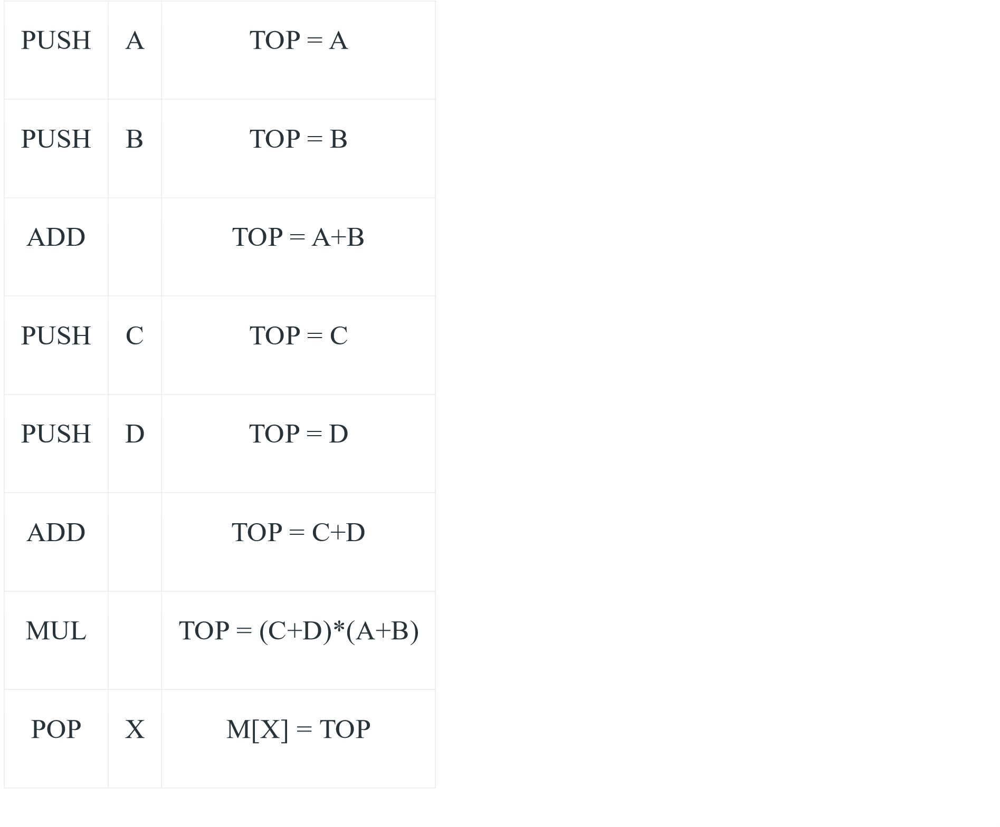 PUSH A TOP = A
PUSH B TOP = B
ADD TOP = A+B
PUSH C TOP = C
PUSH D TOP = D
ADD TOP = C+D
MUL TOP = (C+D)*(A+B)
POP X M[X] = TOP